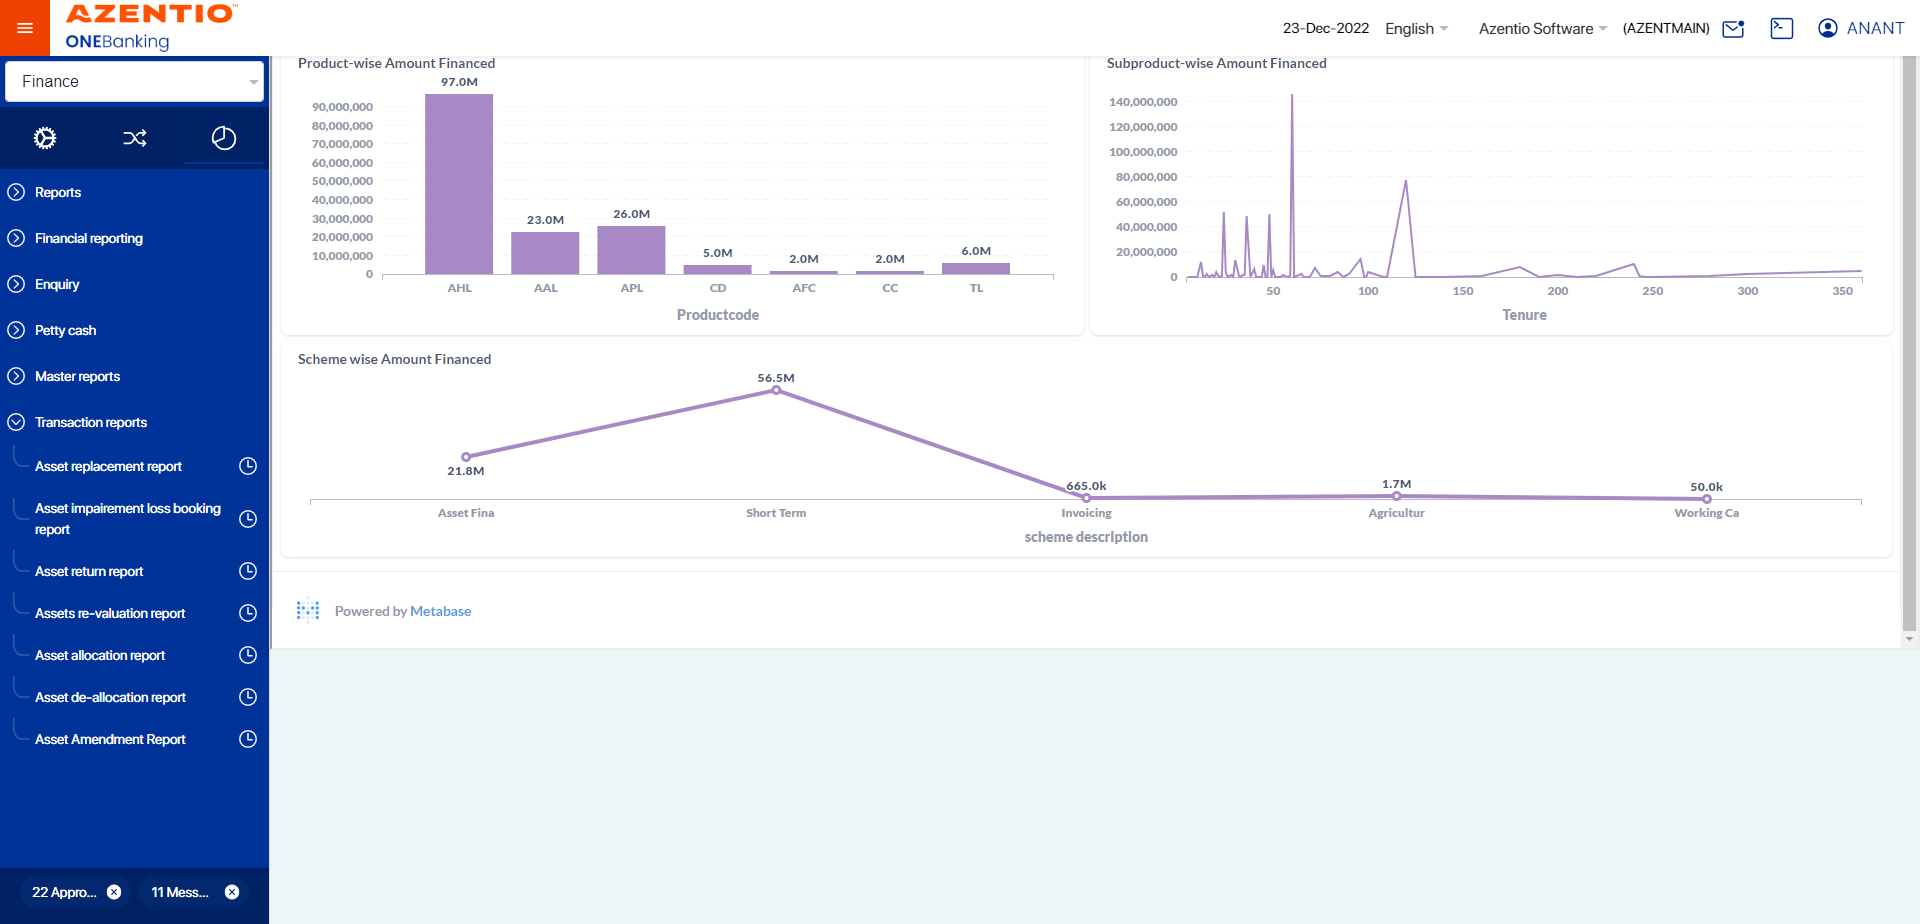 AZENTIO™
ONEBanking
23-Dec-2022 English Azentio Software (AZENTMAIN) ANANT
Finance
Reports
Financial reporting
Enquiry
Petty cash
Master reports
Transaction reports
Asset replacement report
Asset impairement loss booking
report
Asset return report
Assets re-valuation report
Asset allocation report
Asset de-allocation report
Asset Amendment Report
22 Appro... 11 Mess...
Product-wise Amount Financed
97.0M
90,000,000
80,000,000
70,000,000
60,000,000
50,000,000
40,000,000
30,000,000
20,000,000
10,000,000
0
23.0M
26.0M
5.0M
2.0M
2.0M
6.0M
AHL AAL APL CD AFC CC TL
Productcode
Subproduct-wise Amount Financed
140,000,000
120,000,000
100,000,000
80,000,000
60,000,000
40,000,000
20,000,000
0
50 100 150 200 250 300 350
Tenure
Scheme wise Amount Financed
56.5M
21.8M
665.0k
1.7M
50.0k
Asset Fina Short Term Invoicing Agricultur Working Ca
scheme description
Powered by Metabase